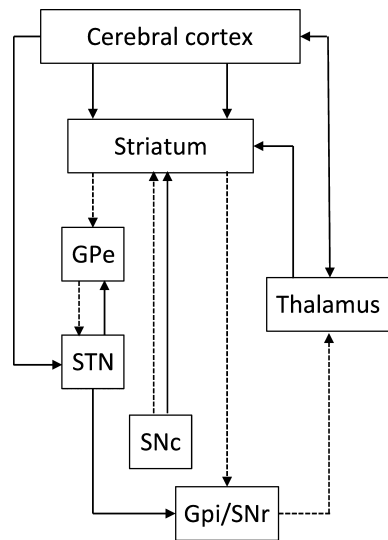 Cerebral cortex
Striatum
GPe
Thalamus
STN
SNc
Gpi/SNr